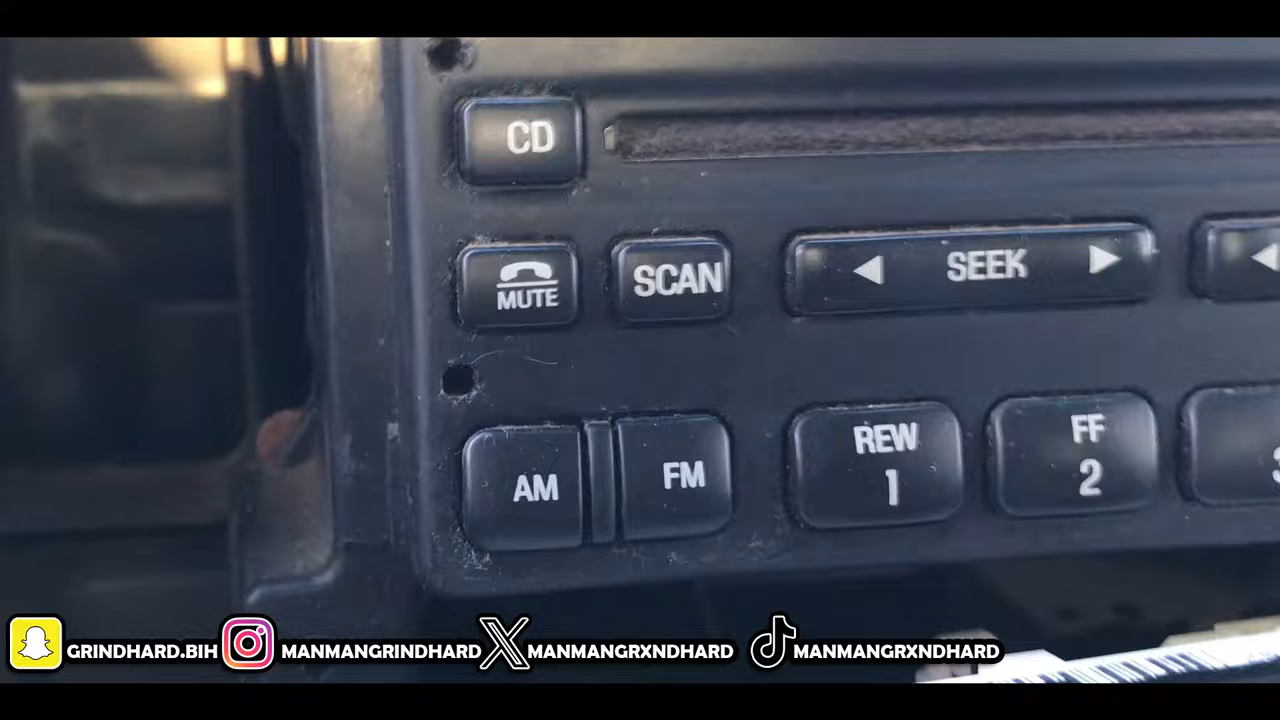 CD
MUTE
SCAN
SEEK
AM
FM
REW
1
FF
2
GRINDHARD.BIH
MANMANGRINDHARD
MANMANGRXNDHARD
MANMANGRXNDHARD